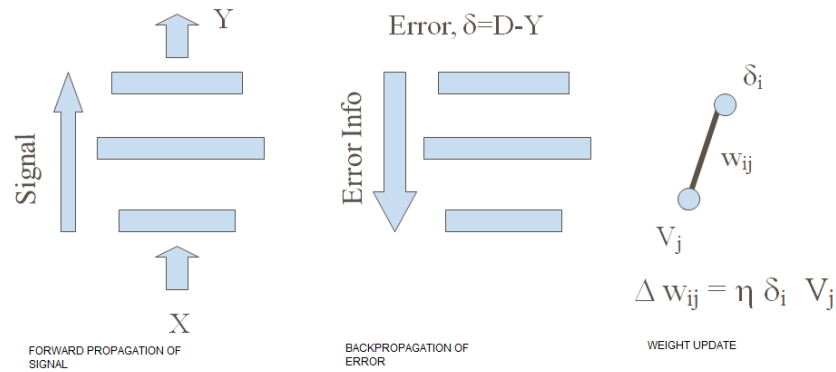 Y
Signal
X
FORWARD PROPAGATION OF
SIGNAL
Error, δ=D-Y
Error Info
BACKPROPAGATION OF
ERROR
δi
wij
Vj
Δ wij = η δi Vj
WEIGHT UPDATE